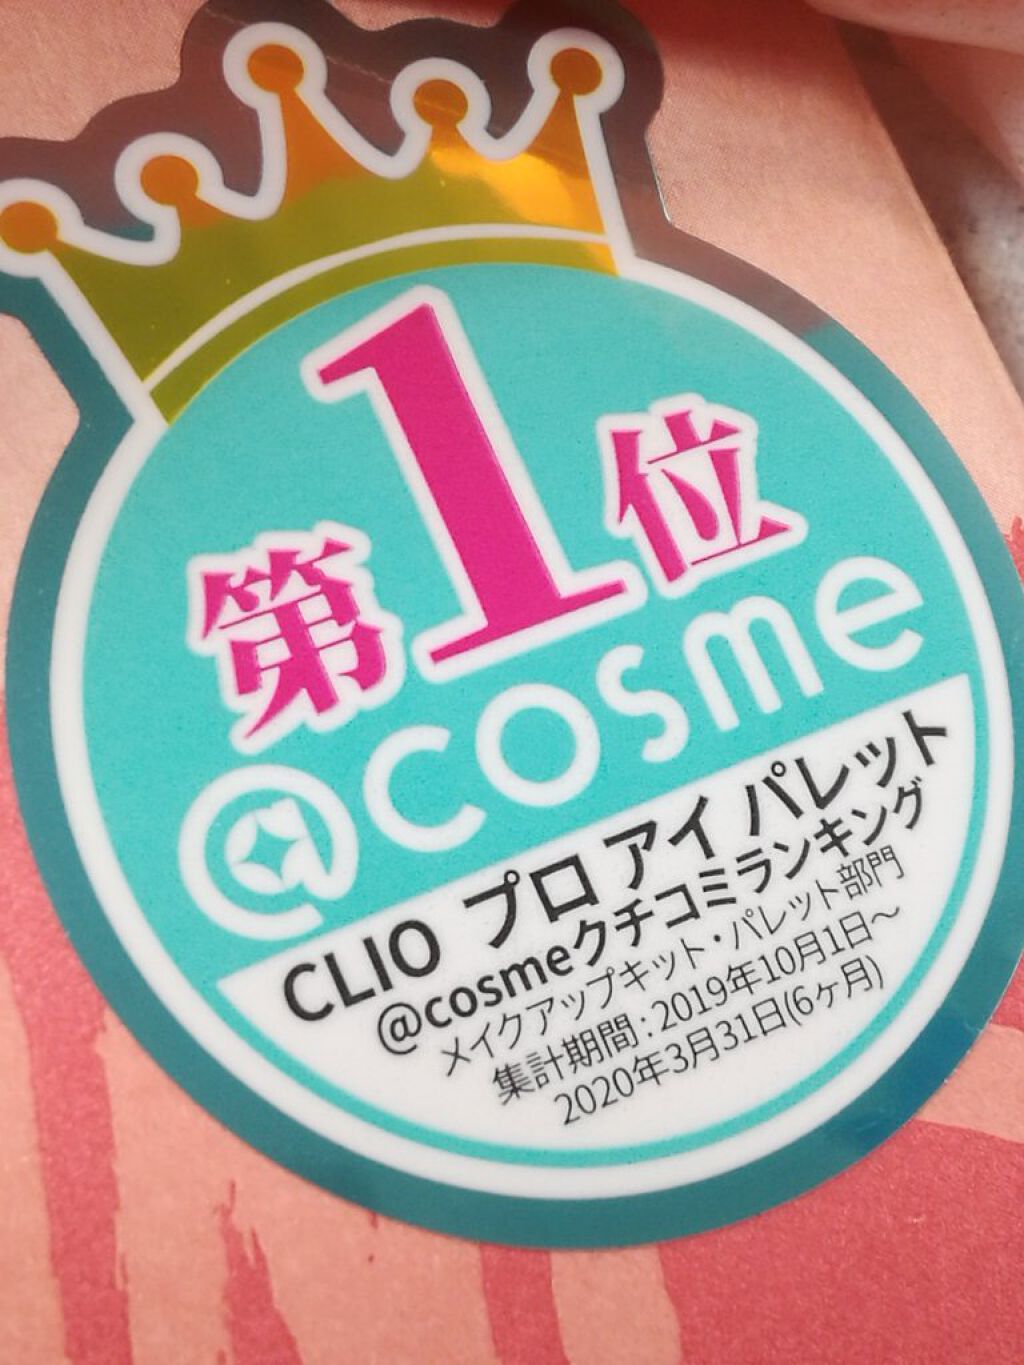 第1位
@cosme
CLIO プロ アイ パレット
@cosmeクチコミランキング
メイクアップキット・パレット部門
集計期間:2019年10月1日〜
2020年3月31日(6ヶ月)